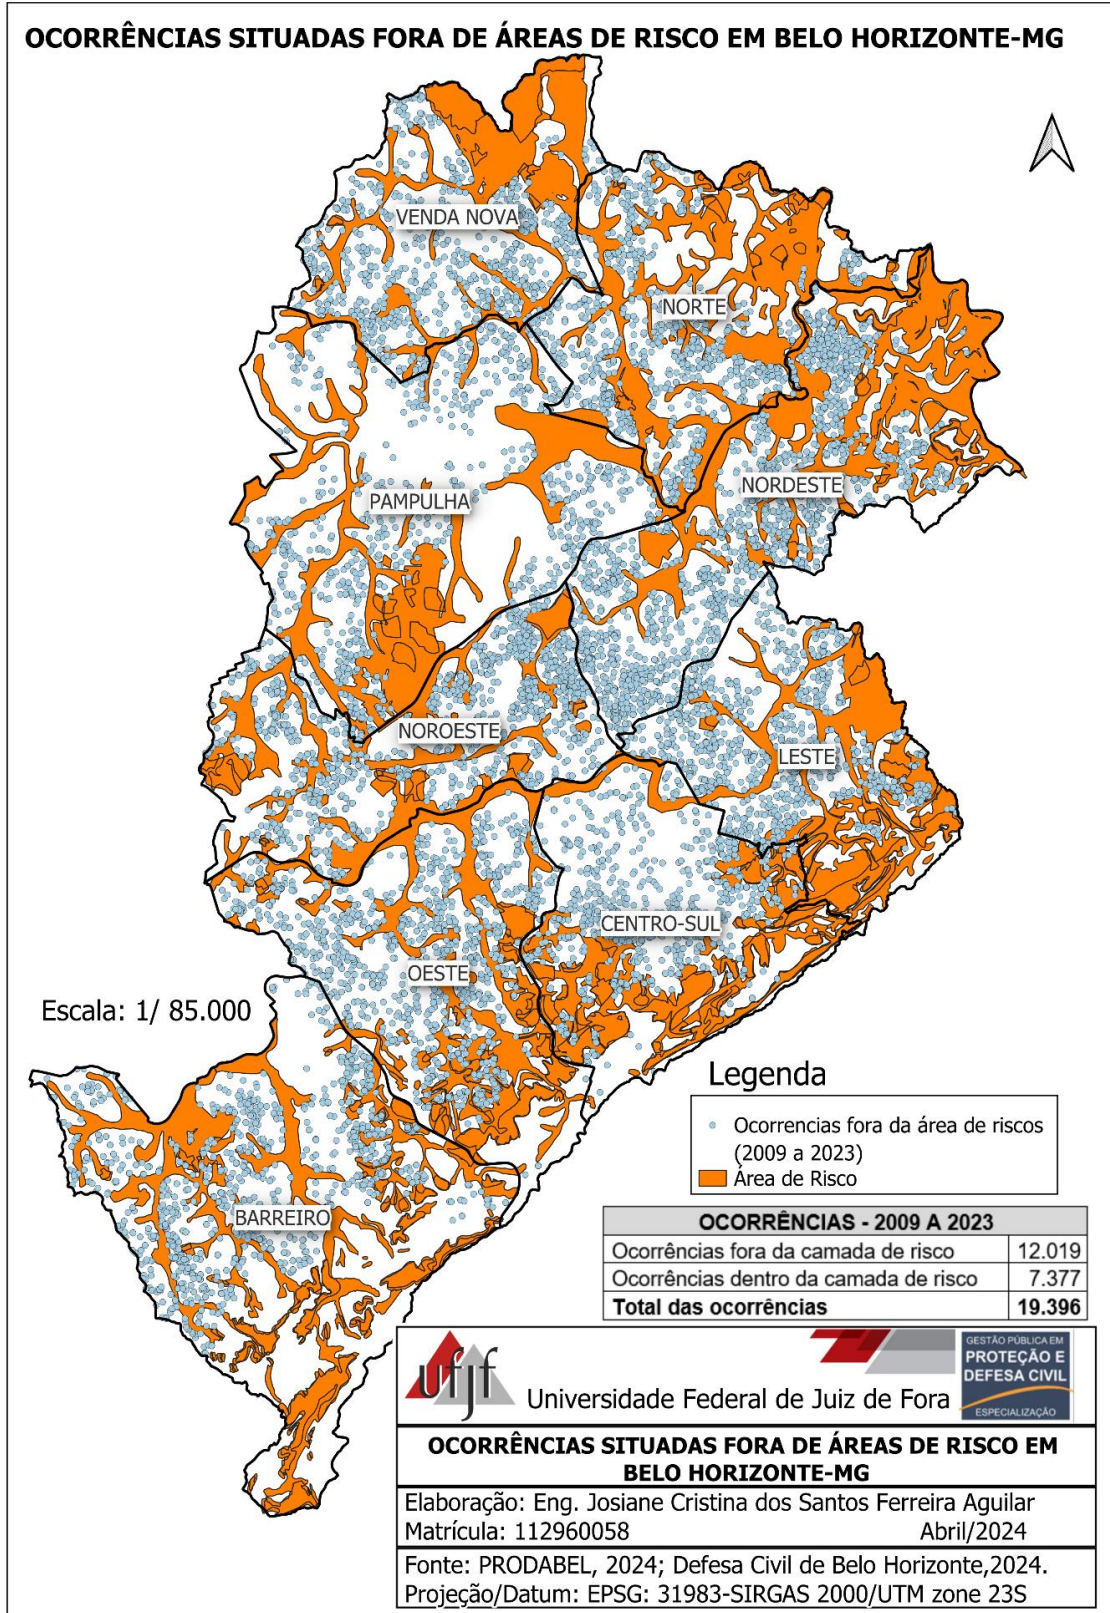 OCORRÊNCIAS SITUADAS FORA DE ÁREAS DE RISCO EM BELO HORIZONTE-MG
VENDA NOVA
NORTE
NORDESTE
PAMPULHA
NOROESTE
LESTE
CENTRO-SUL
OESTE
Escala: 1/ 85.000
BARREIRO
Legenda
Ocorrencias fora da área de riscos
(2009 a 2023)
Área de Risco
OCORRÊNCIAS - 2009 A 2023
Ocorrências fora da camada de risco 12.019
Ocorrências dentro da camada de risco 7.377
Total das ocorrências 19.396
ufjf
Universidade Federal de Juiz de Fora
GESTÃO PÚBLICA EM
PROTEÇÃO E
DEFESA CIVIL
ESPECIALIZAÇÃO
OCORRÊNCIAS SITUADAS FORA DE ÁREAS DE RISCO EM
BELO HORIZONTE-MG
Elaboração: Eng. Josiane Cristina dos Santos Ferreira Aguilar
Matrícula: 112960058 Abril/2024
Fonte: PRODABEL, 2024; Defesa Civil de Belo Horizonte,2024.
Projeção/Datum: EPSG: 31983-SIRGAS 2000/UTM zone 23S